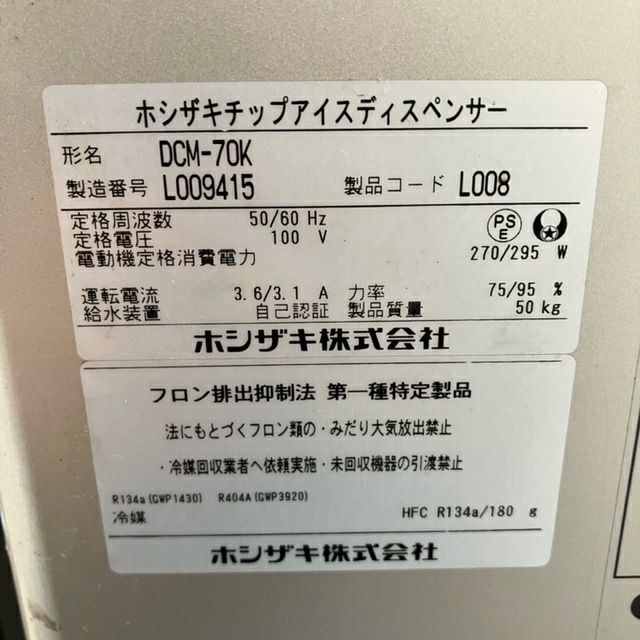 ホシザキチップアイスディスペンサー
形名 DCM-70K
製造番号 L009415 製品コード L008
定格周波数 50/60 Hz PSE
定格電圧 100 V
電動機定格消費電力 270/295 W
運転電流 3.6/3.1 A 力率 75/95 %
給水装置 自己認証 製品質量 50 kg
ホシザキ株式会社
フロン排出抑制法 第一種特定製品
法にもとづくフロン類の・みだり大気放出禁止
・冷媒回収業者へ依頼実施・未回収機器の引渡禁止
R134a(GWP1430) R404A(GWP3920)
冷媒 HFC R134a/180 g
ホシザキ株式会社